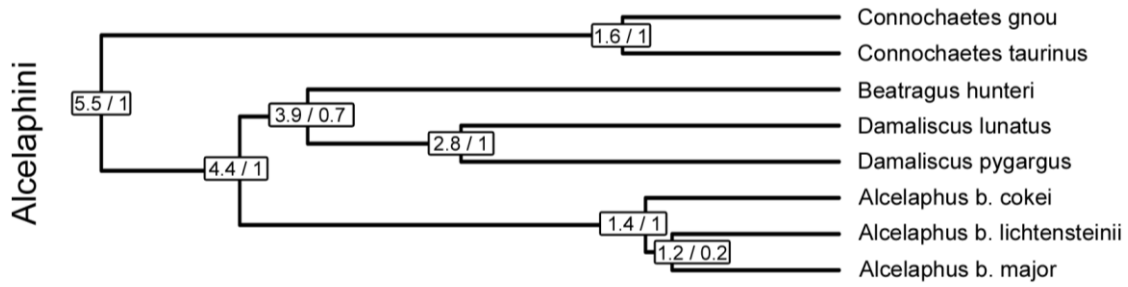 Alcelaphini
Connochaetes gnou
1.6 / 1
Connochaetes taurinus
Beatragus hunteri
5.5 / 1
3.9 / 0.7
Damaliscus lunatus
2.8 / 1
Damaliscus pygargus
4.4 / 1
Alcelaphus b. cokei
1.4 / 1
Alcelaphus b. lichtensteinii
1.2 / 0.2
Alcelaphus b. major